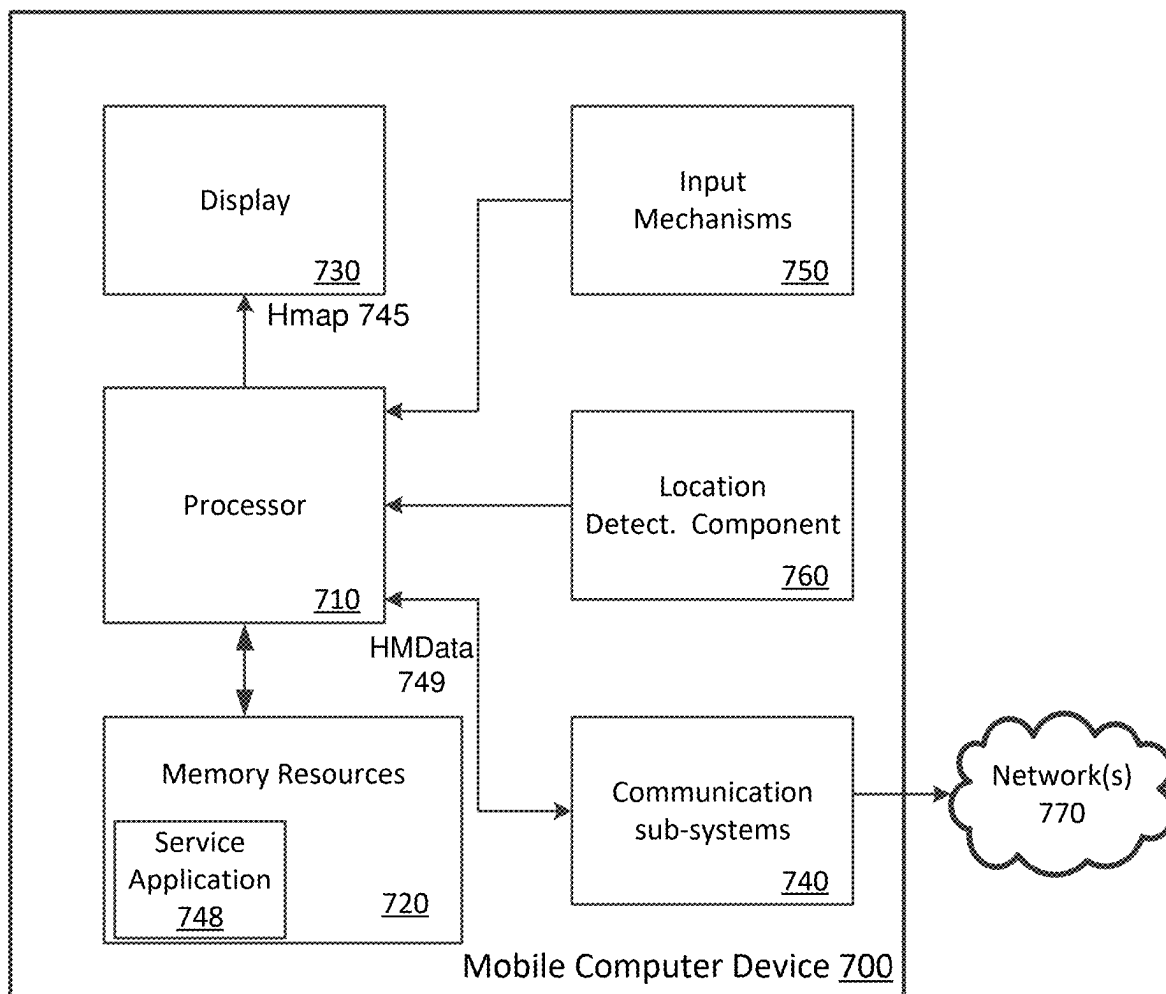 Display
730
Input
Mechanisms
750
Hmap 745
Processor
710
Location
Detect. Component
760
HMData
749
Memory Resources
Service
Application
748
720
Communication
sub-systems
740
Network(s)
770
Mobile Computer Device 700